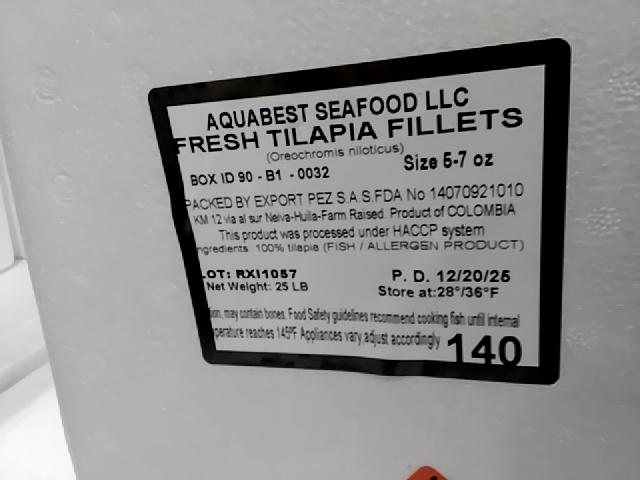 AQUABEST SEAFOOD LLC
FRESH TILAPIA FILLETS
(Oreochromis niloticus)
Size 5-7 oz
BOX ID 90 - B1 - 0032
PACKED BY EXPORT PEZ S.A.S.FDA No 14070921010
KM 12 via al sur Neiva-Huila-Farm Raised. Product of COLOMBIA
This product was processed under HACCP system
ngredients: 100% tilapia (FISH / ALLERGEN PRODUCT)
LOT: RXI1057
P. D. 12/20/25
Net Weight: 25 LB
Store at:28°/36°F
ion, may contain bones. Food Safety guidelines recommend cooking fish until internal
perature reaches 145ºF Appliances vary adjust accordingly
140